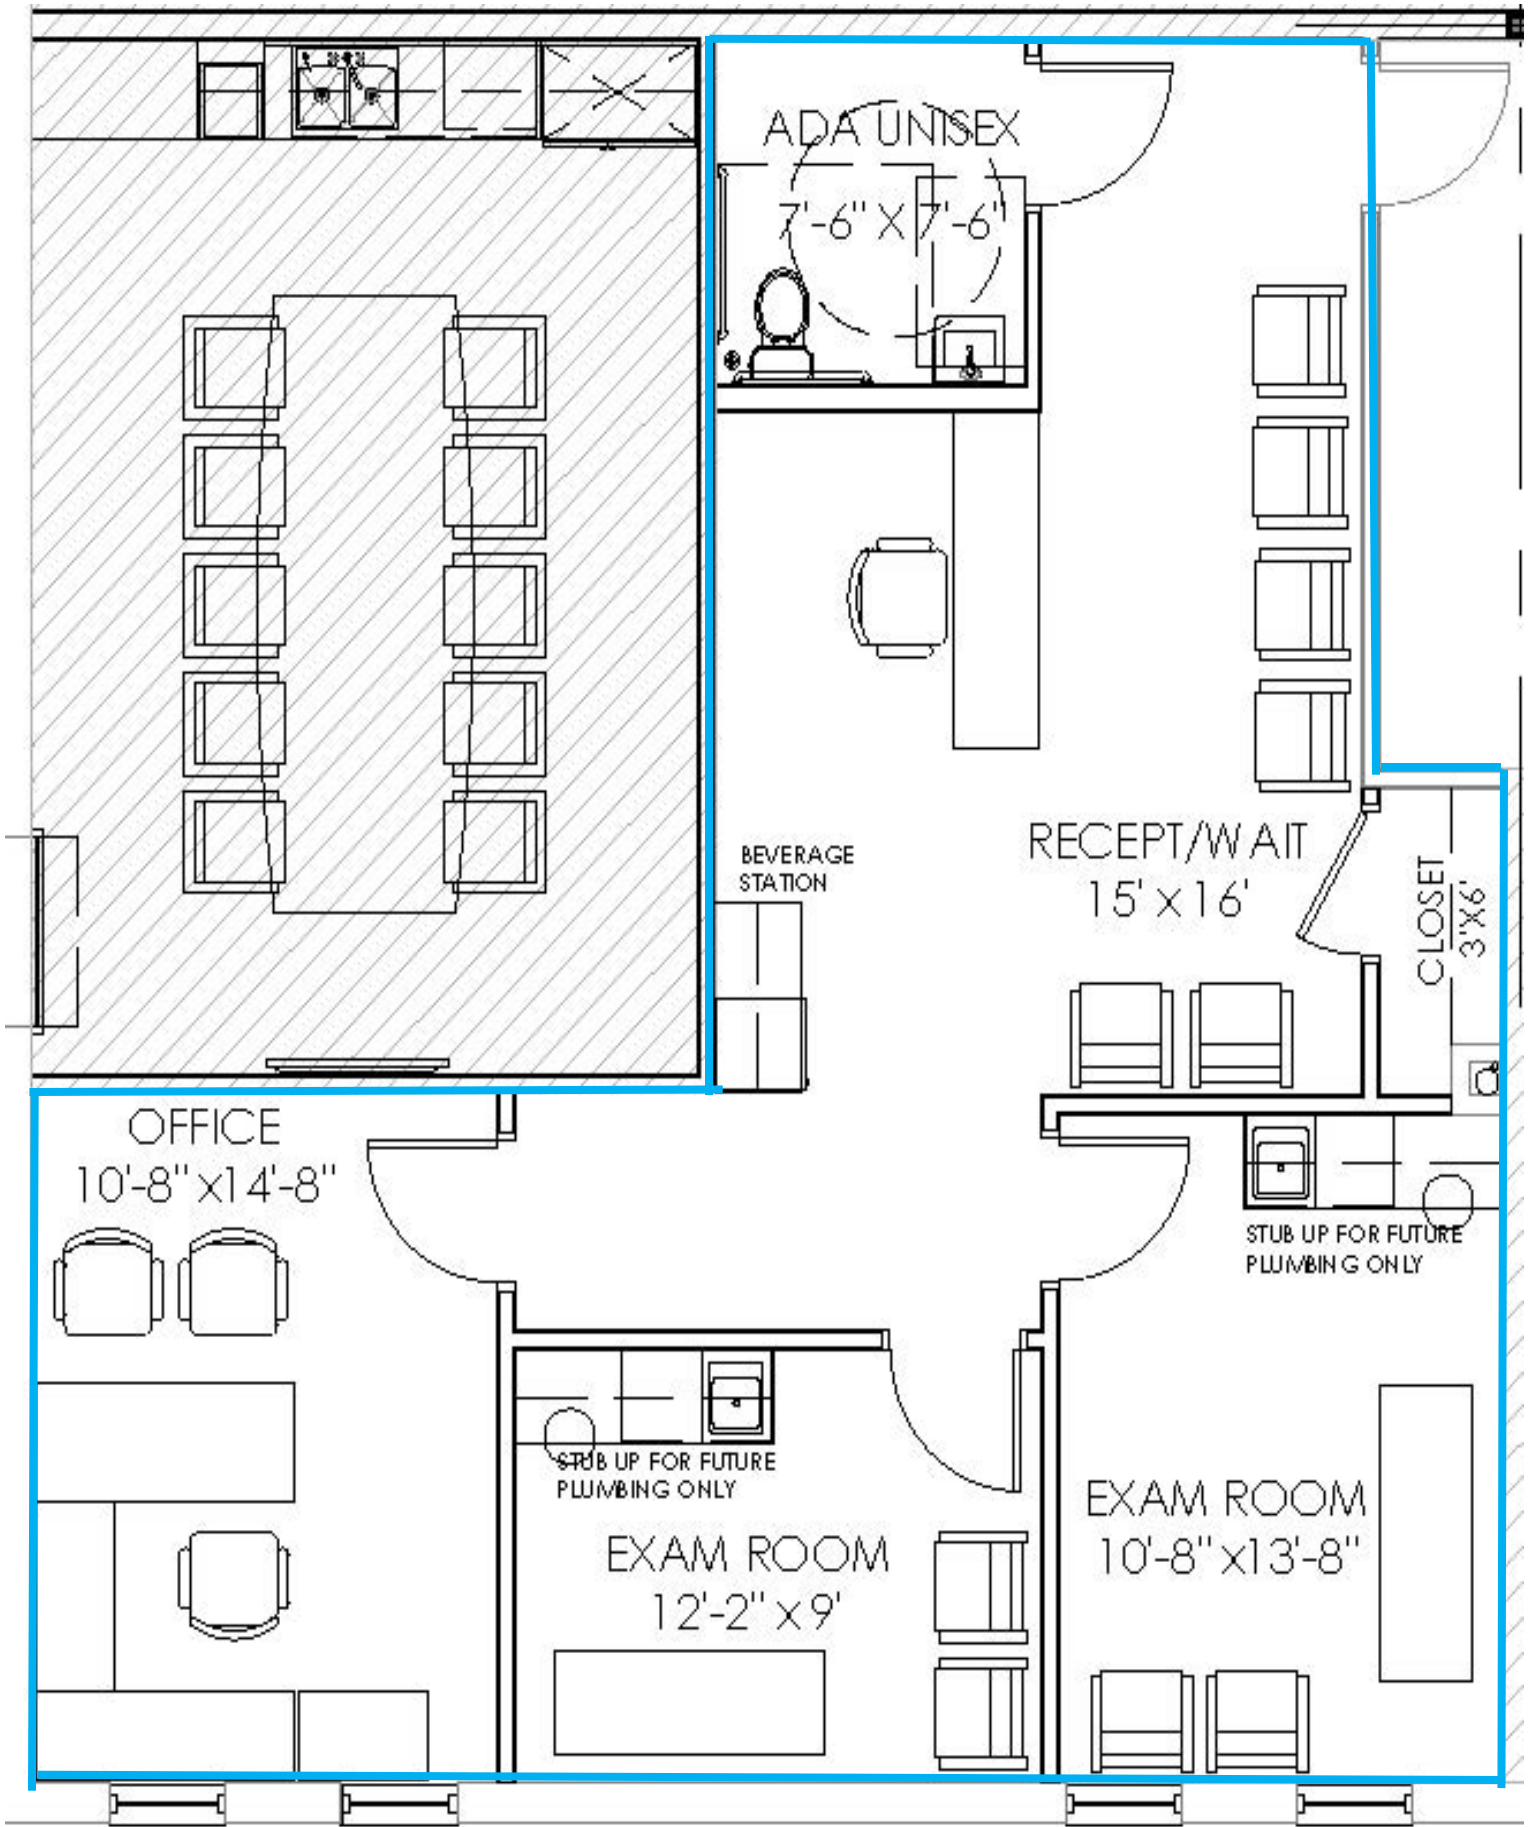 ADA UNISEX
7'-6" X 7'-6"
BEVERAGE
STATION
RECEPT/WAIT
15' x 16'
CLOSET
3'X6'
OFFICE
10'-8" x14'-8"
STUB UP FOR FUTURE
PLUMBING ONLY
STUB UP FOR FUTURE
PLUMBING ONLY
EXAM ROOM
12'-2" x 9'
EXAM ROOM
10'-8" x13'-8"